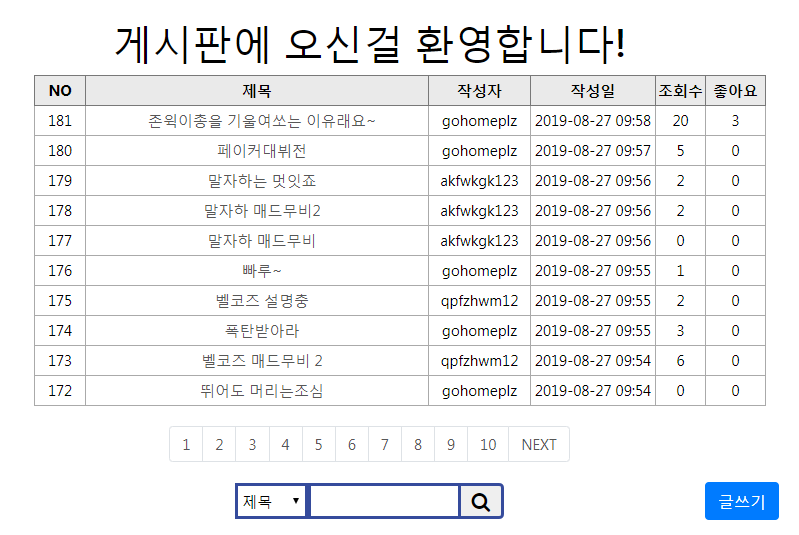 게시판에 오신걸 환영합니다!
NO 제목 작성자 작성일 조회수 좋아요
181 존윅이총을 기울여쏘는 이유래요~ gohomeplz 2019-08-27 09:58 20 3
180 페이커대뷔전 gohomeplz 2019-08-27 09:57 5 0
179 말자하는 멋잇죠 akfwkgk123 2019-08-27 09:56 2 0
178 말자하 매드무비2 akfwkgk123 2019-08-27 09:56 2 0
177 말자하 매드무비 akfwkgk123 2019-08-27 09:56 0 0
176 빠루~ gohomeplz 2019-08-27 09:55 1 0
175 벨코즈 설명충 qpfzhwm12 2019-08-27 09:55 2 0
174 폭탄받아라 gohomeplz 2019-08-27 09:55 3 0
173 벨코즈 매드무비 2 qpfzhwm12 2019-08-27 09:54 6 0
172 뛰어도 머리는조심 gohomeplz 2019-08-27 09:54 0 0
1 2 3 4 5 6 7 8 9 10 NEXT
제목 글쓰기